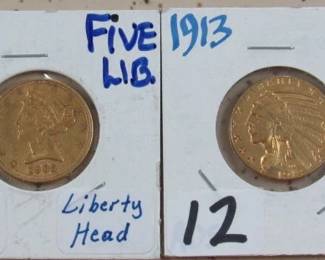 FIVE
LIB.
Liberty
Head
1913
12